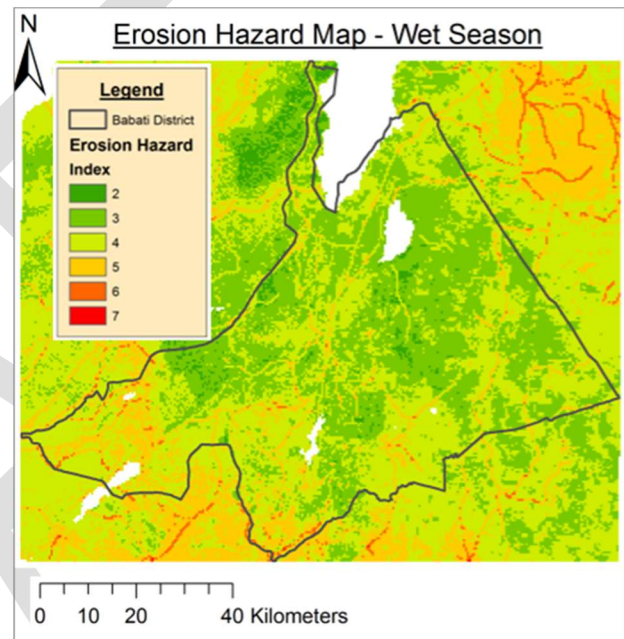 N
Erosion Hazard Map - Wet Season
Legend
Babati District
Erosion Hazard
Index
2
3
4
5
6
7
0 10 20 40 Kilometers